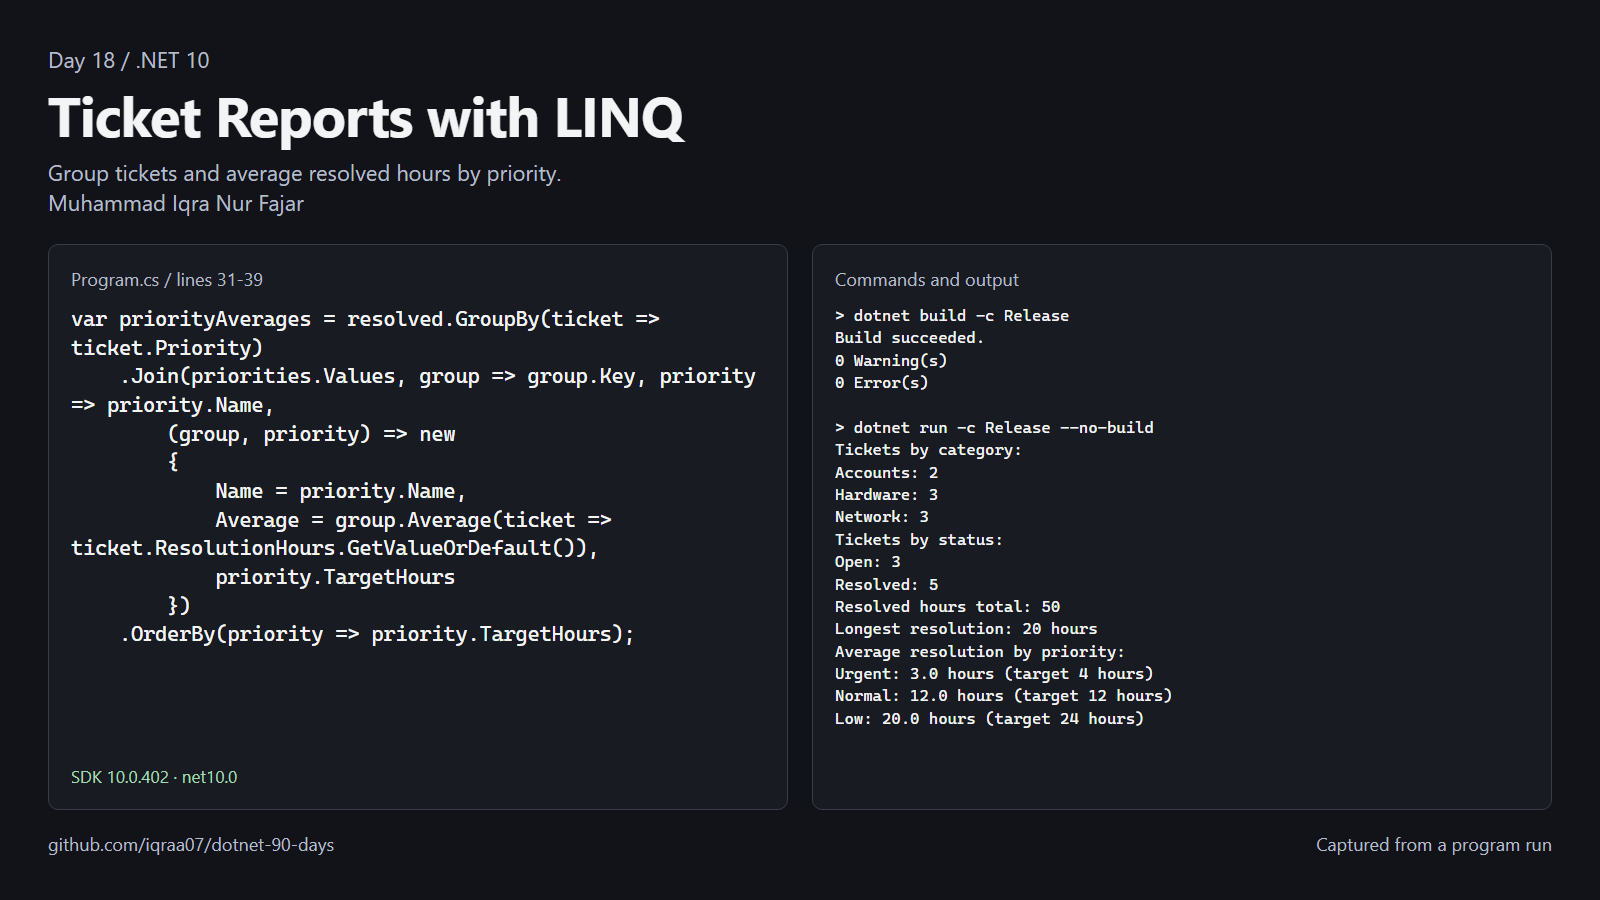 Day 18 / .NET 10
Ticket Reports with LINQ
Group tickets and average resolved hours by priority.
Muhammad Iqra Nur Fajar
Program.cs / lines 31-39
var priorityAverages = resolved.GroupBy(ticket =>
ticket.Priority)
    .Join(priorities.Values, group => group.Key, priority
=> priority.Name,
        (group, priority) => new
        {
            Name = priority.Name,
            Average = group.Average(ticket =>
ticket.ResolutionHours.GetValueOrDefault()),
            priority.TargetHours
        })
    .OrderBy(priority => priority.TargetHours);
SDK 10.0.402 · net10.0
Commands and output
> dotnet build -c Release
Build succeeded.
0 Warning(s)
0 Error(s)
> dotnet run -c Release --no-build
Tickets by category:
Accounts: 2
Hardware: 3
Network: 3
Tickets by status:
Open: 3
Resolved: 5
Resolved hours total: 50
Longest resolution: 20 hours
Average resolution by priority:
Urgent: 3.0 hours (target 4 hours)
Normal: 12.0 hours (target 12 hours)
Low: 20.0 hours (target 24 hours)
github.com/iqraa07/dotnet-90-days
Captured from a program run